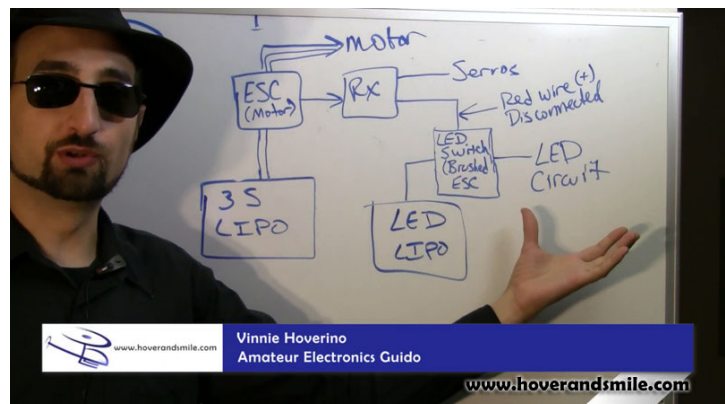 motor
ESC
(Motor)
RX
Servos
Red wire (+)
Disconnected
LED
Switch
(Brushed
ESC
LED
Circuit
3S
LIPO
LED
LIPO
www.hoverandsmile.com
Vinnie Hoverino
Amateur Electronics Guido
www.hoverandsmile.com